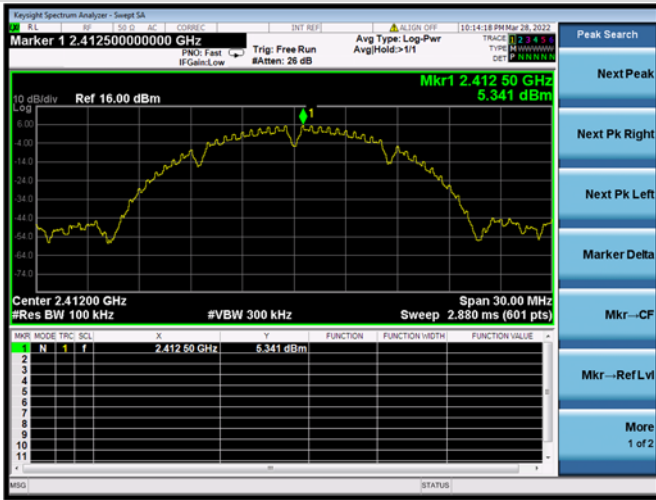 Keysight Spectrum Analyzer - Swept SA
RL RF 50 Ω AC CORREC INT REF ALIGN OFF 10:14:18 PM Mar 28, 2022
Marker 1 2.412500000000 GHz
PNO: Fast
IFGain:Low
Trig: Free Run
#Atten: 26 dB
Avg Type: Log-Pwr
Avg|Hold:>1/1
TRACE 1 2 3 4 5 6
TYPE M W W W W W
DET P N N N N N
Mkr1 2.412 50 GHz
5.341 dBm
10 dB/div Ref 16.00 dBm
Log
1
6.00
-4.00
-14.0
-24.0
-34.0
-44.0
-54.0
-64.0
-74.0
Center 2.41200 GHz Span 30.00 MHz
#Res BW 100 kHz #VBW 300 kHz Sweep 2.880 ms (601 pts)
MKR MODE TRC SCL X Y FUNCTION FUNCTION WIDTH FUNCTION VALUE
1 N 1 f 2.412 50 GHz 5.341 dBm
2
3
4
5
6
7
8
9
10
11
MSG STATUS
Peak Search
Next Peak
Next Pk Right
Next Pk Left
Marker Delta
Mkr→CF
Mkr→Ref Lvl
More
1 of 2